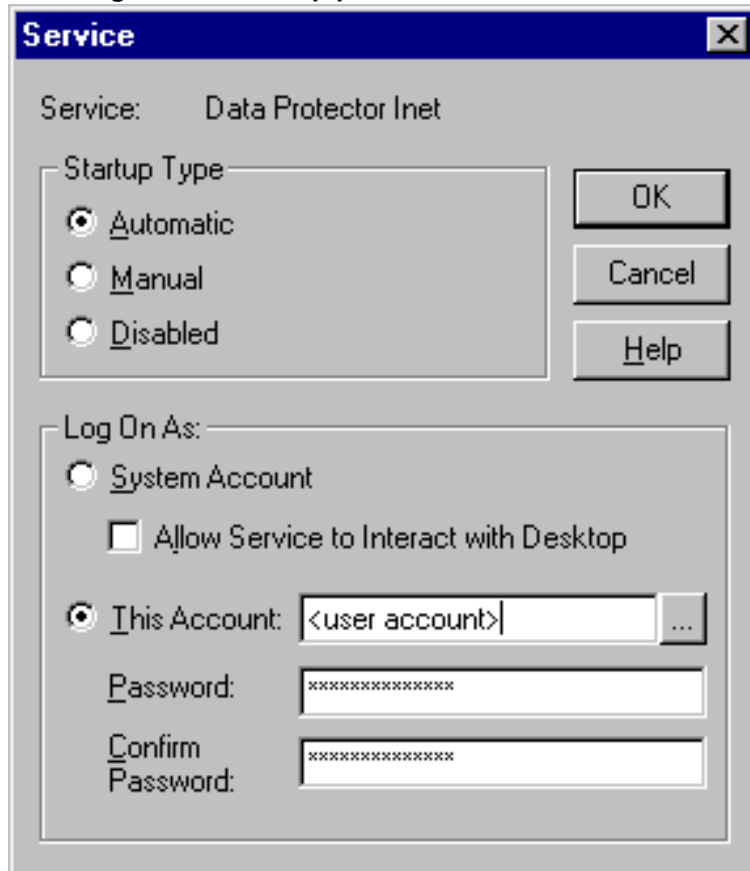 Service
Service: Data Protector Inet
Startup Type
Automatic
Manual
Disabled
OK
Cancel
Help
Log On As:
System Account
Allow Service to Interact with Desktop
This Account: <user account> ...
Password: **************
Confirm
Password: **************